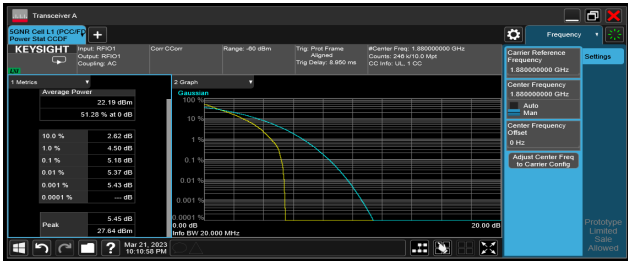 Transceiver A
5GNR Cell L1 (PCC/F
Power Stat CCDF
Frequency
KEYSIGHT
Input: RFIO1
Output: RFIO1
Coupling: AC
Corr CCorr
Range: -60 dBm
Trig: Prot Frame
Aligned
Trig Delay: 8.950 ms
#Center Freq: 1.880000000 GHz
Counts: 246 k/10.0 Mpt
CC Info: UL, 1 CC
1 Metrics
Average Power
22.19 dBm
51.28 % at 0 dB
10.0 % 2.62 dB
1.0 % 4.50 dB
0.1 % 5.18 dB
0.01 % 5.37 dB
0.001 % 5.43 dB
0.0001 % --- dB
Peak
5.45 dB
27.64 dBm
2 Graph
Gaussian
100 %
10 %
1 %
0.1 %
0.01 %
0.001 %
0.0001 %
0.00 dB
20.00 dB
Info BW 20.000 MHz
Carrier Reference
Frequency
1.880000000 GHz
Center Frequency
1.880000000 GHz
Auto
Man
Center Frequency
Offset
0 Hz
Adjust Center Freq
to Carrier Config
Settings
Prototype
Limited
Sale
Allowed
?
Mar 21, 2023
10:10:58 PM